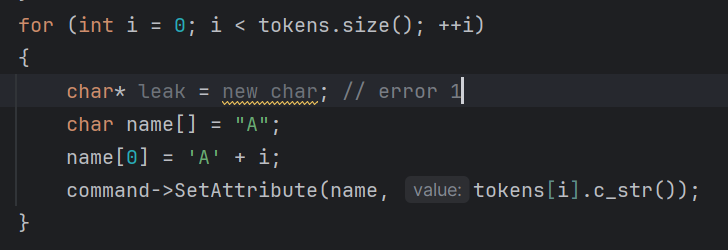 for (int i = 0; i < tokens.size(); ++i)
{
char* leak = new char; // error 1
char name[] = "A";
name[0] = 'A' + i;
command->SetAttribute(name, value: tokens[i].c_str());
}